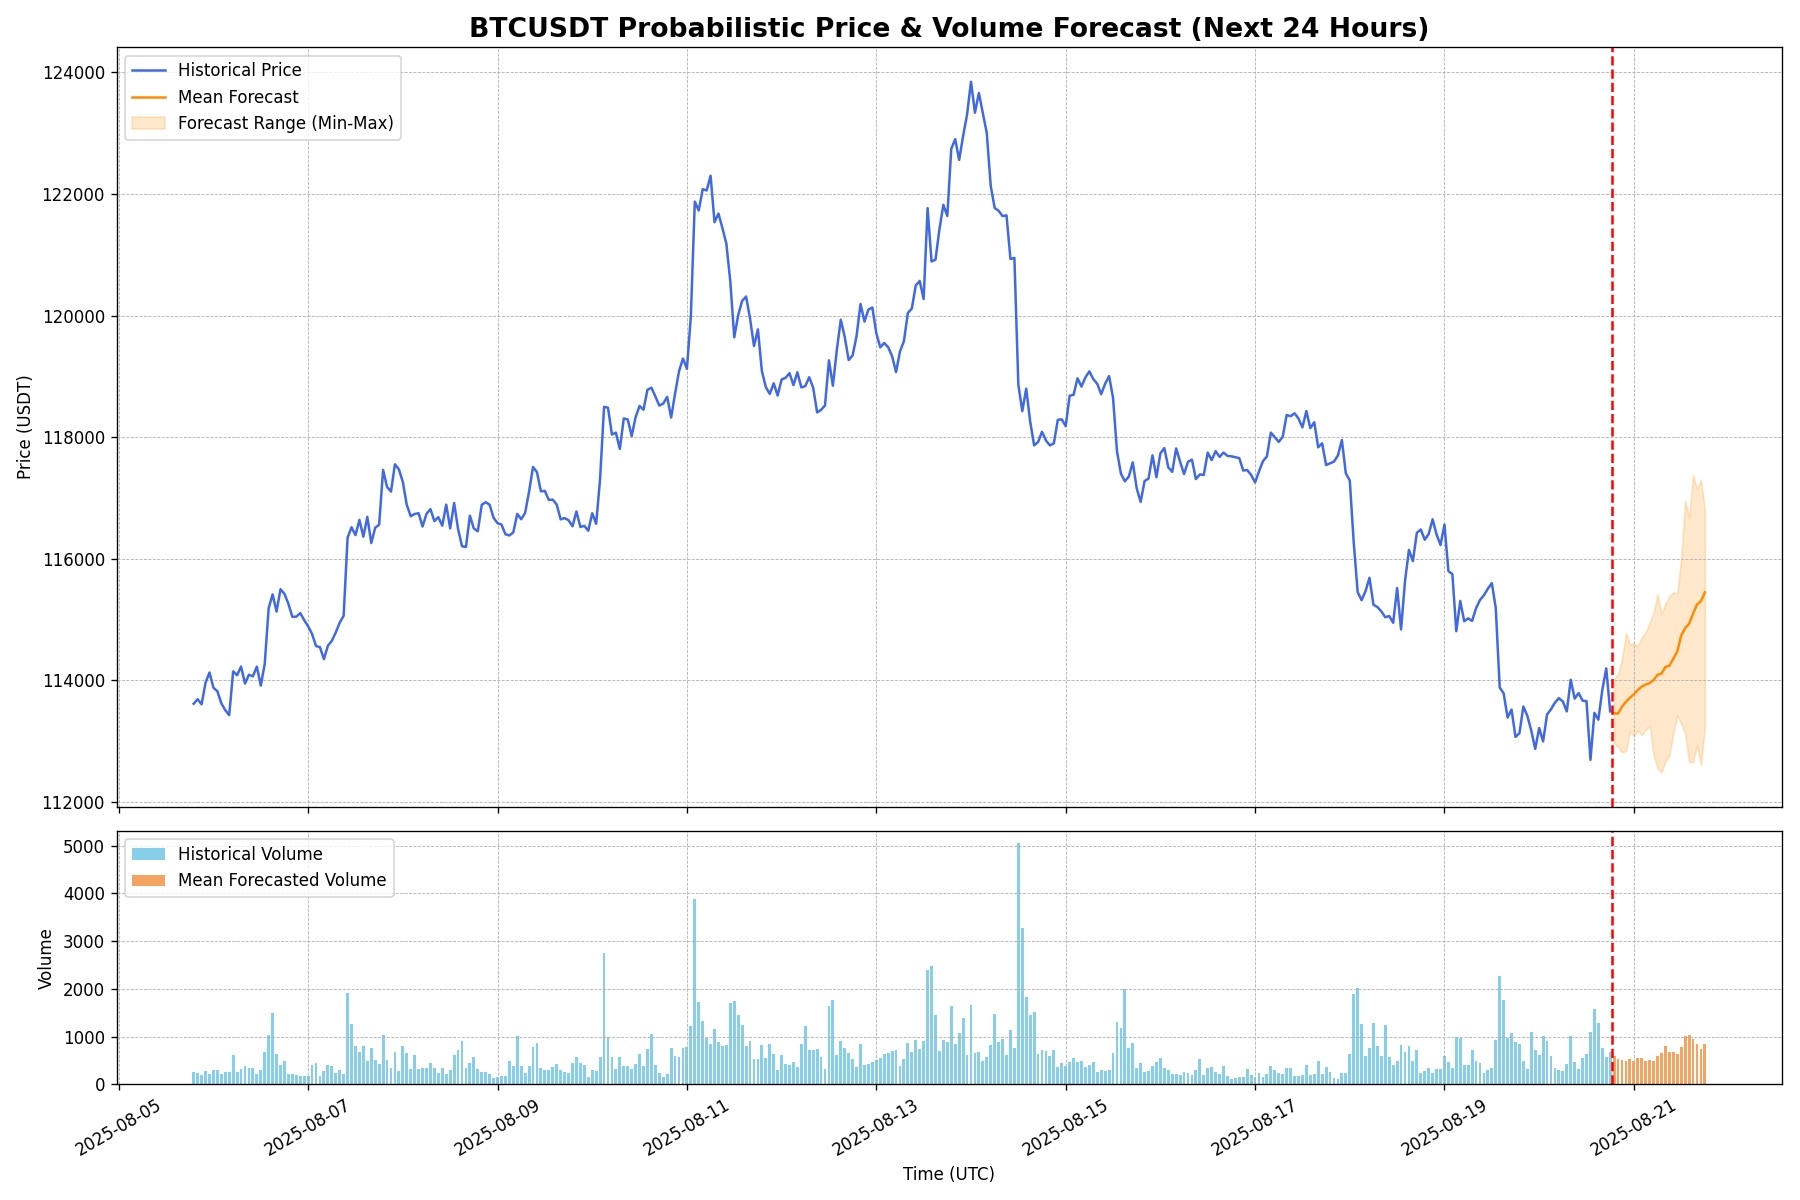 BTCUSDT Probabilistic Price & Volume Forecast (Next 24 Hours)
Historical Price
Mean Forecast
Forecast Range (Min-Max)
Price (USDT)
124000
122000
120000
118000
116000
114000
112000
Historical Volume
Mean Forecasted Volume
Volume
5000
4000
3000
2000
1000
0
2025-08-05
2025-08-07
2025-08-09
2025-08-11
2025-08-13
2025-08-15
2025-08-17
2025-08-19
2025-08-21
Time (UTC)